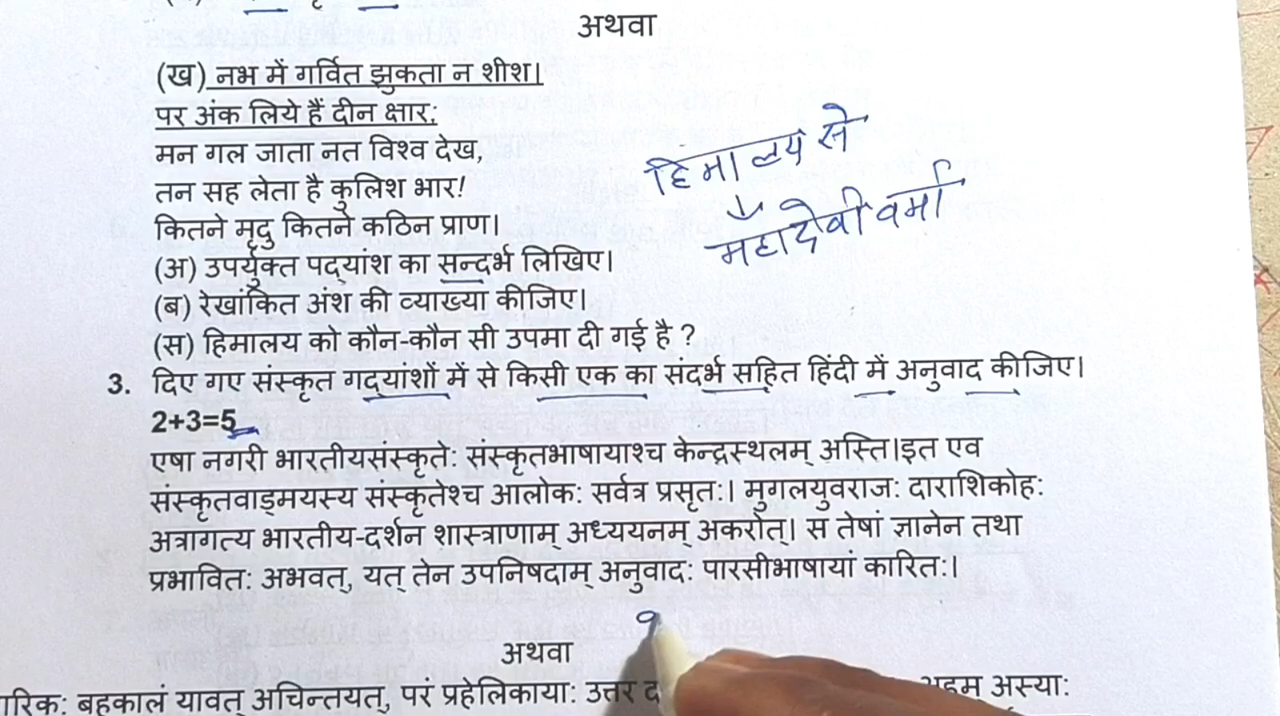 अथवा
(ख) नभ में गर्वित झुकता न शीश।
पर अंक लिये हैं दीन क्षार;
मन गल जाता नत विश्व देख,
तन सह लेता है कुलिश भार!
कितने मृदु कितने कठिन प्राण।
हिमालय से
महादेवी वर्मा
(अ) उपर्युक्त पद्यांश का सन्दर्भ लिखिए।
(ब) रेखांकित अंश की व्याख्या कीजिए।
(स) हिमालय को कौन-कौन सी उपमा दी गई है ?
3. दिए गए संस्कृत गद्यांशों में से किसी एक का संदर्भ सहित हिंदी में अनुवाद कीजिए।
2+3=5
एषा नगरी भारतीयसंस्कृते: संस्कृतभाषायाश्च केन्द्रस्थलम् अस्ति।इत एव
संस्कृतवाड्मयस्य संस्कृतेश्च आलोक: सर्वत्र प्रसृत:। मुगलयुवराज: दाराशिकोह:
अत्रागत्य भारतीय-दर्शन शास्त्राणाम् अध्ययनम् अकरोत्। स तेषां ज्ञानेन तथा
प्रभावित: अभवत्, यत् तेन उपनिषदाम् अनुवाद: पारसीभाषायां कारित:।
अथवा
बहुकालं यावत् अचिन्तयत्, परं प्रहेलिकाया: उत्तरं अहम् अस्या: